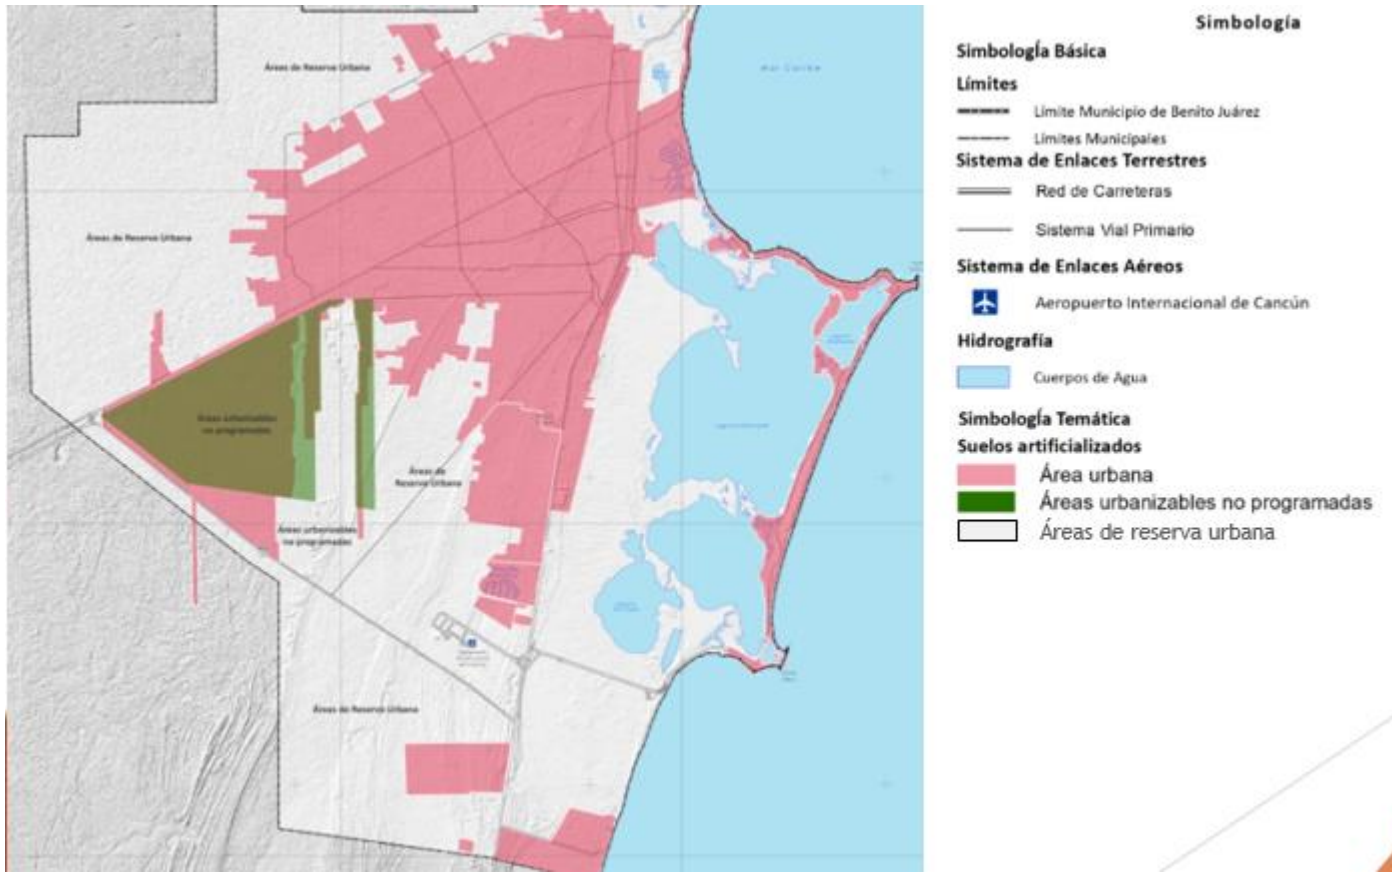 Áreas de Reserva Urbana
Mar Caribe
Áreas de Reserva Urbana
Áreas urbanizables
no programadas
Áreas de
Reserva Urbana
Áreas urbanizables
no programadas
Áreas de Reserva Urbana
Simbología
Simbología Básica
Límites
Límite Municipio de Benito Juárez
Límites Municipales
Sistema de Enlaces Terrestres
Red de Carreteras
Sistema Vial Primario
Sistema de Enlaces Aéreos
Aeropuerto Internacional de Cancún
Hidrografía
Cuerpos de Agua
Simbología Temática
Suelos artificializados
Área urbana
Áreas urbanizables no programadas
Áreas de reserva urbana